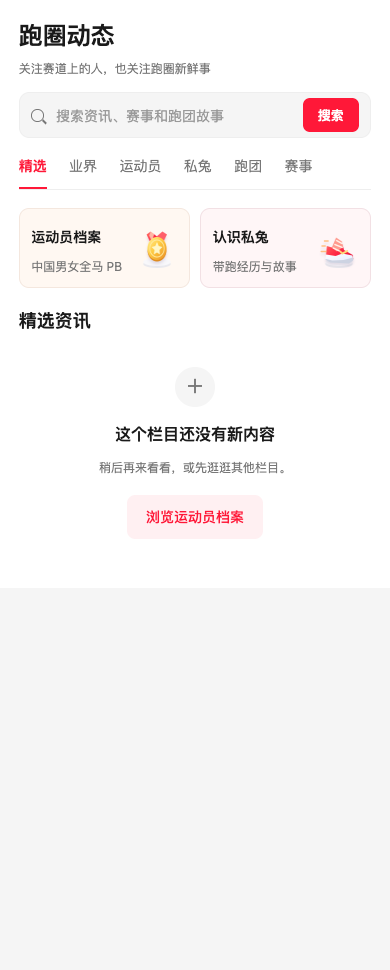 跑圈动态
关注赛道上的人，也关注跑圈新鲜事
搜索资讯、赛事和跑团故事
搜索
精选 业界 运动员 私兔 跑团 赛事
运动员档案
中国男女全马 PB
认识私兔
带跑经历与故事
精选资讯
这个栏目还没有新内容
稍后再来看看，或先逛逛其他栏目。
浏览运动员档案